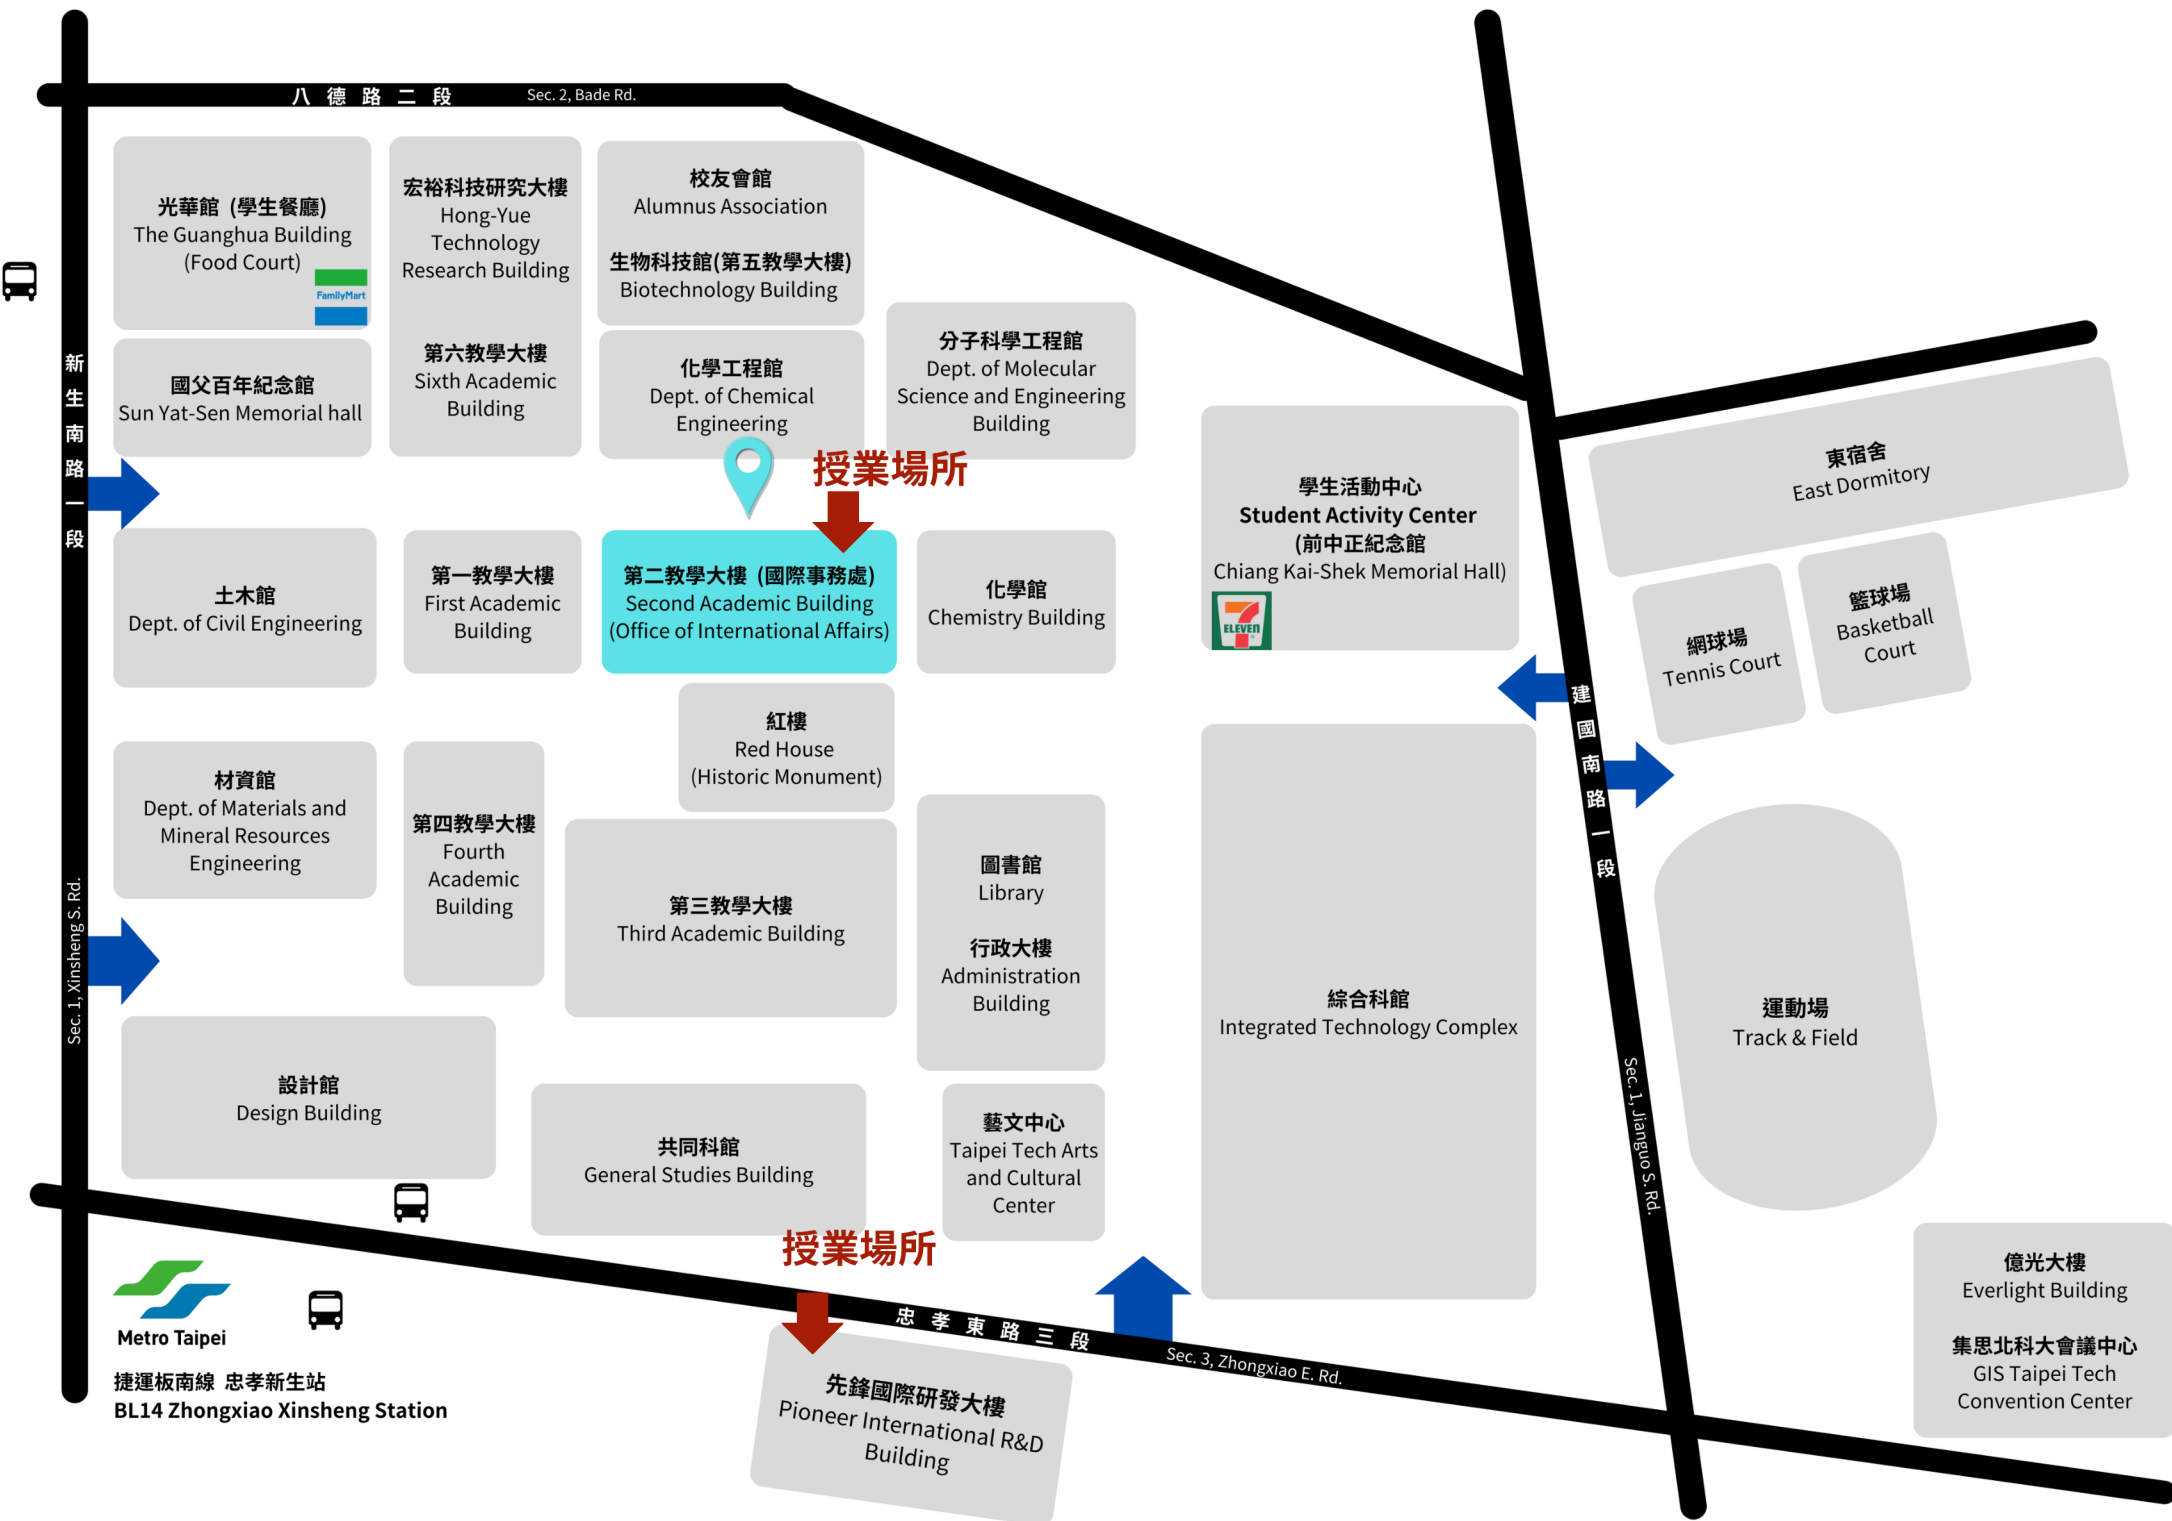 八德路二段
Sec. 2, Bade Rd.
光華館 (學生餐廳)
The Guanghua Building
(Food Court)
FamilyMart
宏裕科技研究大樓
Hong-Yue
Technology
Research Building
第六教學大樓
Sixth Academic
Building
校友會館
Alumnus Association
生物科技館(第五教學大樓)
Biotechnology Building
國父百年紀念館
Sun Yat-Sen Memorial hall
化學工程館
Dept. of Chemical
Engineering
分子科學工程館
Dept. of Molecular
Science and Engineering
Building
新生南路一段
Sec. 1, Xinsheng S. Rd.
授業場所
土木館
Dept. of Civil Engineering
第一教學大樓
First Academic
Building
第二教學大樓 (國際事務處)
Second Academic Building
(Office of International Affairs)
化學館
Chemistry Building
學生活動中心
Student Activity Center
(前中正紀念館
Chiang Kai-Shek Memorial Hall)
7
ELEVEN
®
東宿舍
East Dormitory
網球場
Tennis Court
籃球場
Basketball
Court
紅樓
Red House
(Historic Monument)
材資館
Dept. of Materials and
Mineral Resources
Engineering
第四教學大樓
Fourth
Academic
Building
第三教學大樓
Third Academic Building
圖書館
Library
行政大樓
Administration
Building
綜合科館
Integrated Technology Complex
建國南路一段
Sec. 1, Jianguo S. Rd.
運動場
Track & Field
設計館
Design Building
共同科館
General Studies Building
藝文中心
Taipei Tech Arts
and Cultural
Center
授業場所
忠孝東路三段
Sec. 3, Zhongxiao E. Rd.
先鋒國際研發大樓
Pioneer International R&D
Building
億光大樓
Everlight Building
集思北科大會議中心
GIS Taipei Tech
Convention Center
Metro Taipei
捷運板南線 忠孝新生站
BL14 Zhongxiao Xinsheng Station